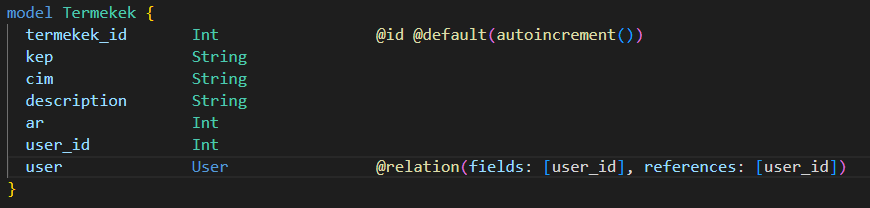 model Termekek {
termekek_id Int @id @default(autoincrement())
kep String
cim String
description String
ar Int
user_id Int
user User @relation(fields: [user_id], references: [user_id])
}